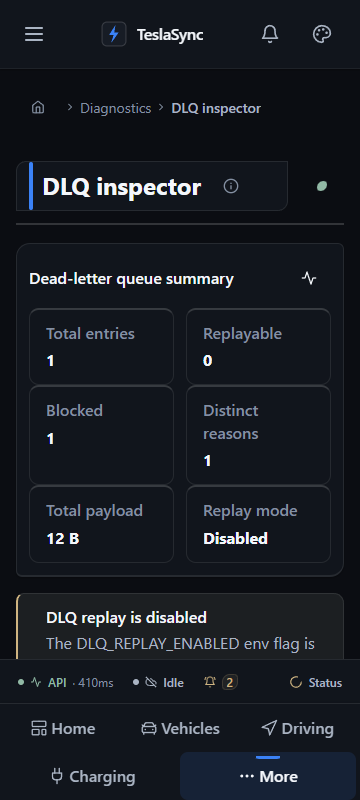 TeslaSync
Diagnostics > DLQ inspector
DLQ inspector
Dead-letter queue summary
Total entries
1
Replayable
0
Blocked
1
Distinct
reasons
1
Total payload
12 B
Replay mode
Disabled
DLQ replay is disabled
The DLQ_REPLAY_ENABLED env flag is
API · 410ms
Idle
2
Status
Home
Vehicles
Driving
Charging
More